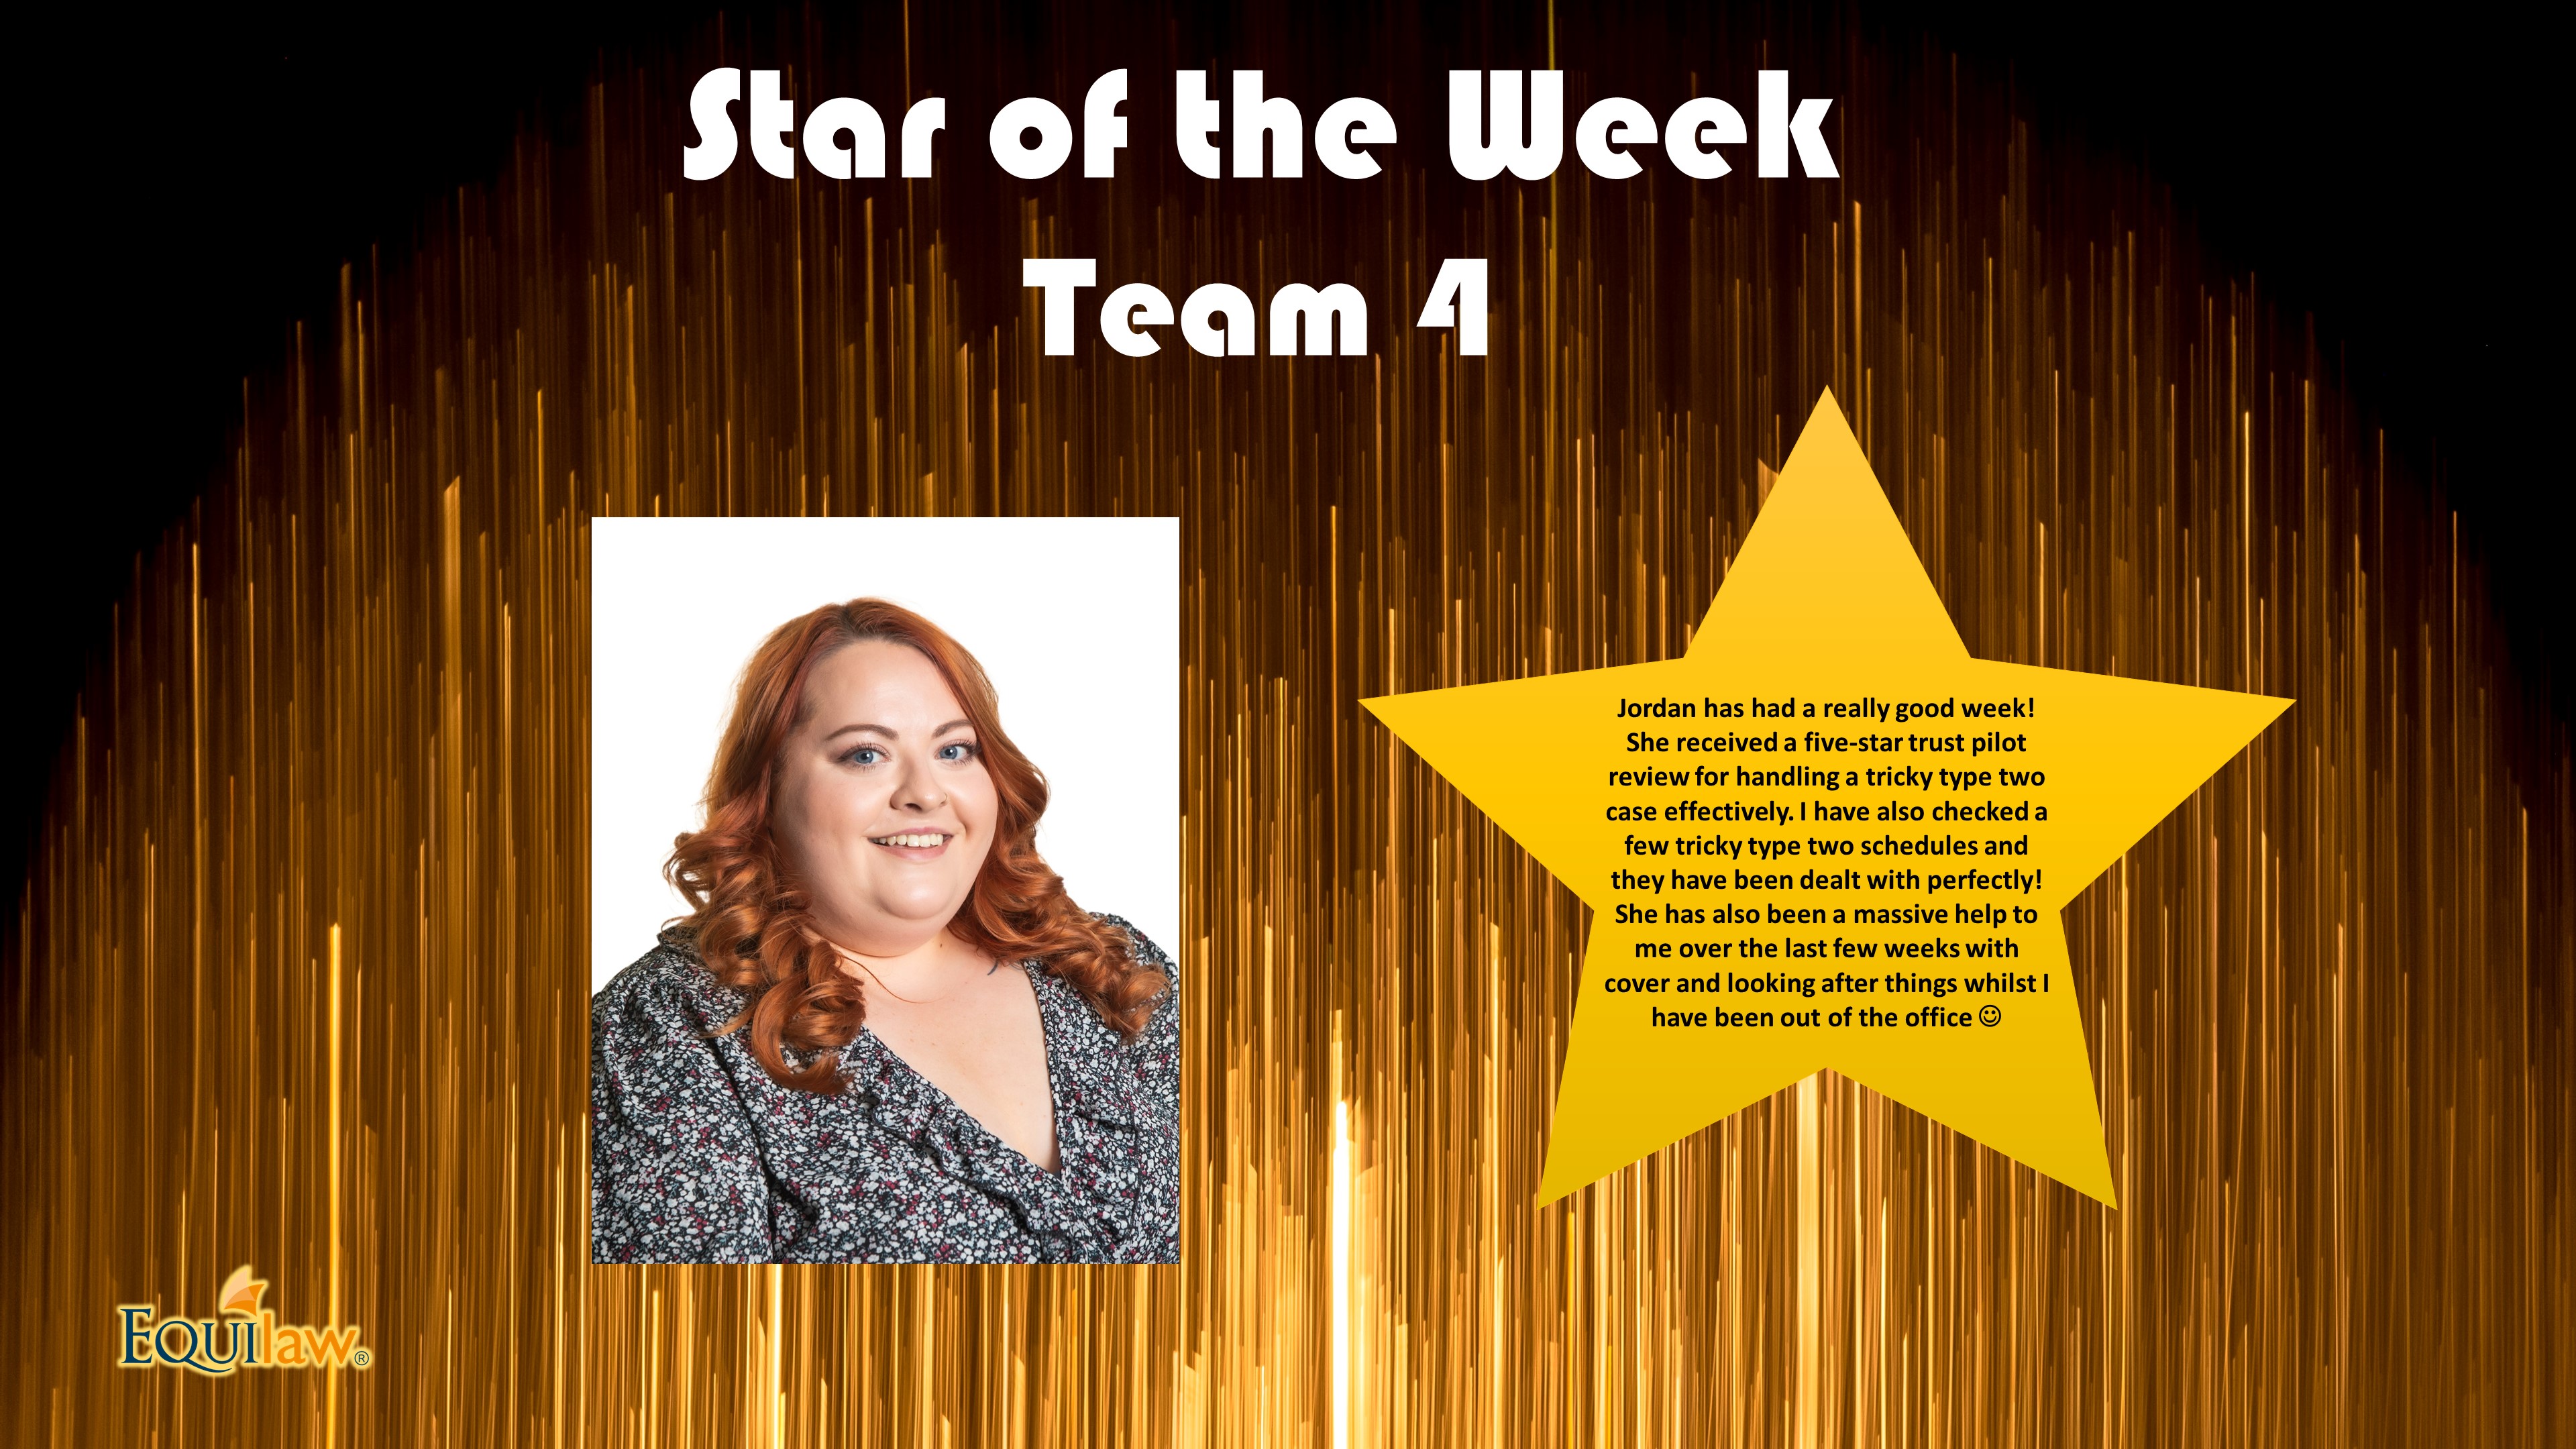 Star of the Week
Team 4
Jordan has had a really good week!
She received a five-star trust pilot
review for handling a tricky type two
case effectively. I have also checked a
few tricky type two schedules and
they have been dealt with perfectly!
She has also been a massive help to
me over the last few weeks with
cover and looking after things whilst I
have been out of the office ☺
EQUIlaw®